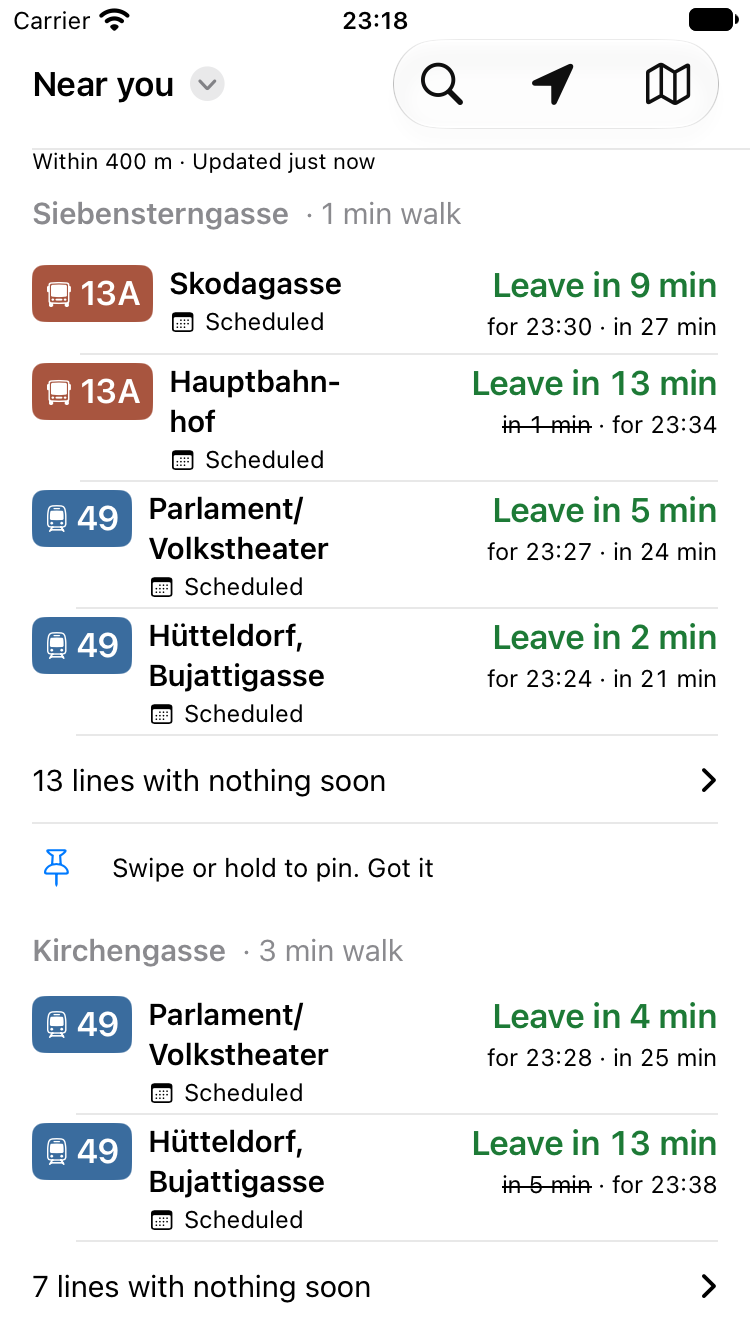 Carrier 23:18
Near you
Within 400 m · Updated just now
Siebensterngasse · 1 min walk
13A Skodagasse Leave in 9 min
Scheduled for 23:30 · in 27 min
13A Hauptbahn- Leave in 13 min
hof in 1 min · for 23:34
Scheduled
49 Parlament/ Leave in 5 min
Volkstheater for 23:27 · in 24 min
Scheduled
49 Hütteldorf, Leave in 2 min
Bujattigasse for 23:24 · in 21 min
Scheduled
13 lines with nothing soon
Swipe or hold to pin. Got it
Kirchengasse · 3 min walk
49 Parlament/ Leave in 4 min
Volkstheater for 23:28 · in 25 min
Scheduled
49 Hütteldorf, Leave in 13 min
Bujattigasse in 5 min · for 23:38
Scheduled
7 lines with nothing soon